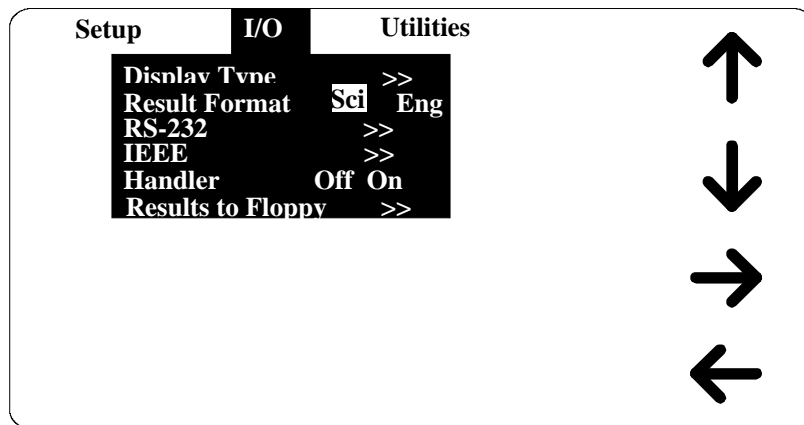 Setup I/O Utilities
Display Type >>
Result Format Sci Eng
RS-232 >>
IEEE >>
Handler Off On
Results to Floppy >>